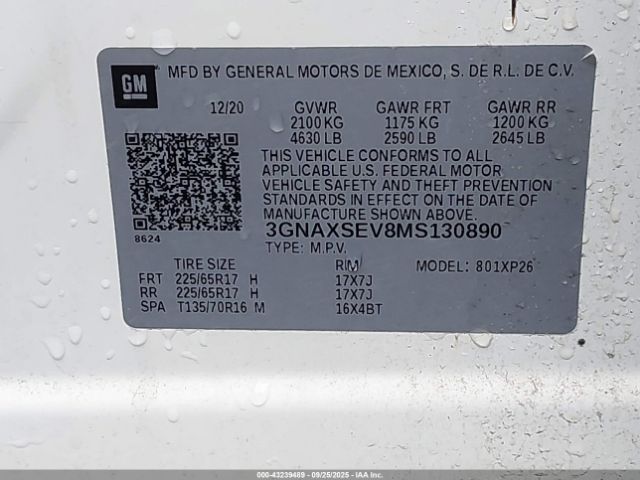 GM MFD BY GENERAL MOTORS DE MEXICO, S. DE R.L. DE C.V.
12/20 GVWR GAWR FRT GAWR RR
2100 KG 1175 KG 1200 KG
4630 LB 2590 LB 2645 LB
THIS VEHICLE CONFORMS TO ALL
APPLICABLE U.S. FEDERAL MOTOR
VEHICLE SAFETY AND THEFT PREVENTION
STANDARDS IN EFFECT ON THE DATE OF
MANUFACTURE SHOWN ABOVE.
8624
3GNAXSEV8MS130890
TYPE: M.P.V.
TIRE SIZE RIM MODEL: 801XP26
FRT 225/65R17 H 17X7J
RR 225/65R17 H 17X7J
SPA T135/70R16 M 16X4BT
000-43239489 - 09/25/2025 - IAAI